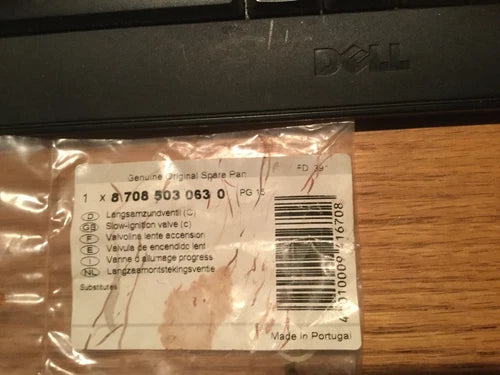 DELL
Genuine Original Spare Part
FD 391
1 x 8 708 503 063 0 PG 15
D Langsamzündventil (C)
GB Slow-ignition valve (c)
F Valvolina lente accension
E Valvula de encendido lent
I Vanne d'allumage progress
NL Langzaamontstekingsventie
Substitutes
Made in Portugal